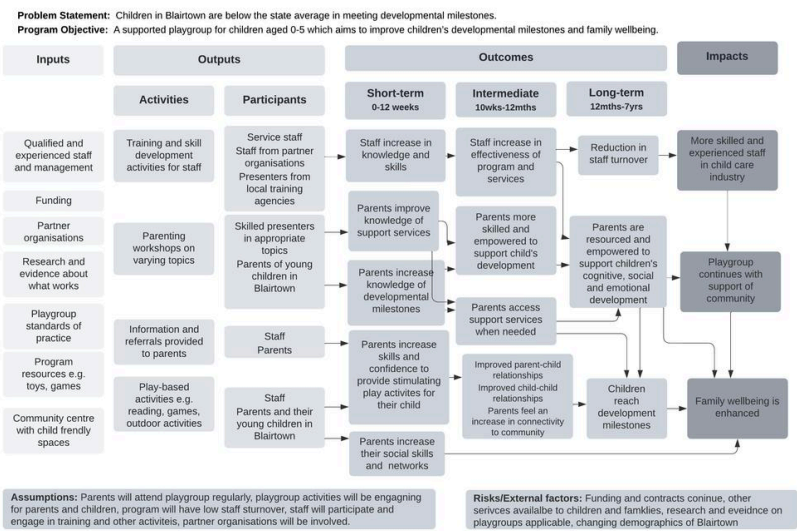 Problem Statement: Children in Blairtown are below the state average in meeting developmental milestones.
Program Objective: A supported playgroup for children aged 0-5 which aims to improve children's developmental milestones and family wellbeing.
Inputs
Outputs
Outcomes
Impacts
Activities
Participants
Short-term
0-12 weeks
Intermediate
10wks-12mths
Long-term
12mths-7yrs
Qualified and
experienced staff
and management
Funding
Partner
organisations
Research and
evidence about
what works
Playgroup
standards of
practice
Program
resources e.g.
toys, games
Community centre
with child frendly
spaces
Training and skill
development
activities for staff
Parenting
workshops on
varying topics
Information and
referrals provided
to parents
Play-based
activities e.g.
reading, games,
outdoor activities
Service staff
Staff from partner
organisations
Presenters from
local training
agencies
Skilled presenters
in appropriate
topics
Parents of young
children in
Blairtown
Staff
Parents
Staff
Parents and their
young children in
Blairtown
Staff increase in
knowledge and
skills
Parents improve
knowledge of
support services
Parents increase
knowledge of
developmental
milestones
Parents increase
skills and
confidence to
provide stimulating
play activites for
their child
Parents increase
their social skills
and networks
Staff increase in
effectiveness of
program and
services
Parents more
skilled and
empowered to
support child's
development
Parents access
support services
when needed
Improved parent-child
relationships
Improved child-child
relationships
Parents feel an
increase in connectivity
to community
Reduction in
staff turnover
Parents are
resourced and
empowered to
support children's
cognitive, social
and emotional
development
Children
reach
development
milestones
More skilled and
experienced staff
in child care
industry
Playgroup
continues with
support of
community
Family wellbeing is
enhanced
Assumptions: Parents will attend playgroup regularly, playgroup activities will be engagning
for parents and children, program will have low staff sturnover, staff will participate and
engage in training and other activiteis, partner organisations will be involved.
Risks/External factors: Funding and contracts coninue, other
serivces availalbe to children and famklies, research and eveidnce on
playgroups applicable, changing demographics of Blairtown